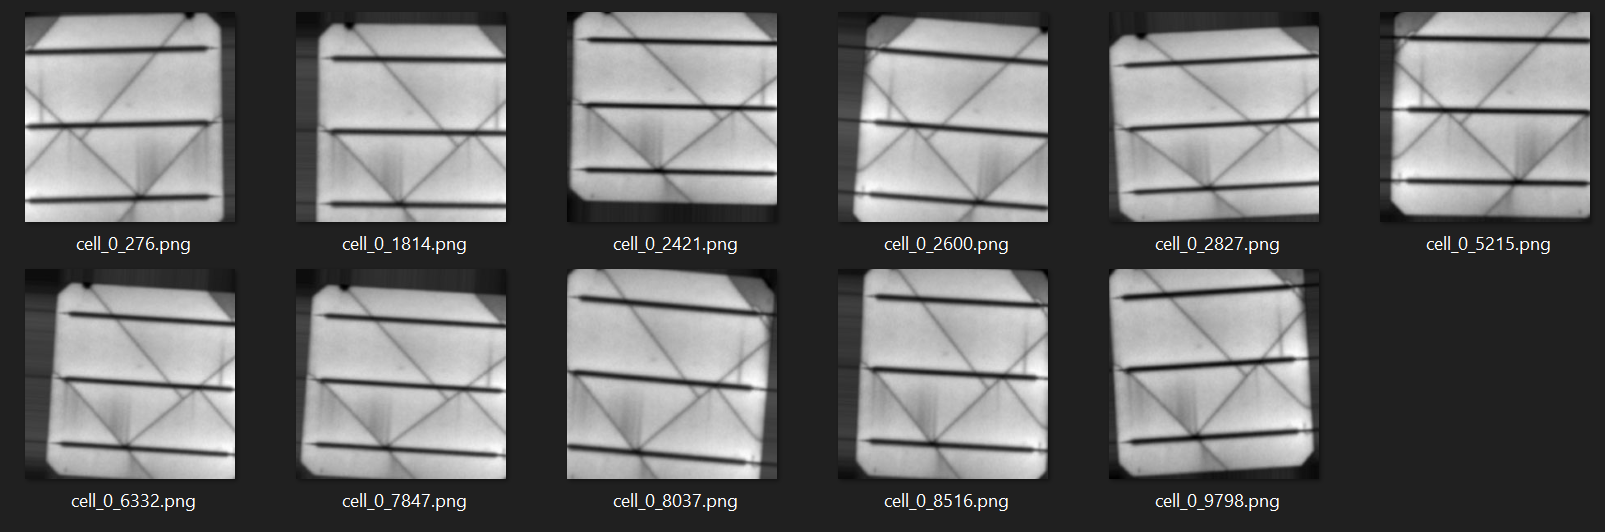 cell_0_276.png
cell_0_1814.png
cell_0_2421.png
cell_0_2600.png
cell_0_2827.png
cell_0_5215.png
cell_0_6332.png
cell_0_7847.png
cell_0_8037.png
cell_0_8516.png
cell_0_9798.png